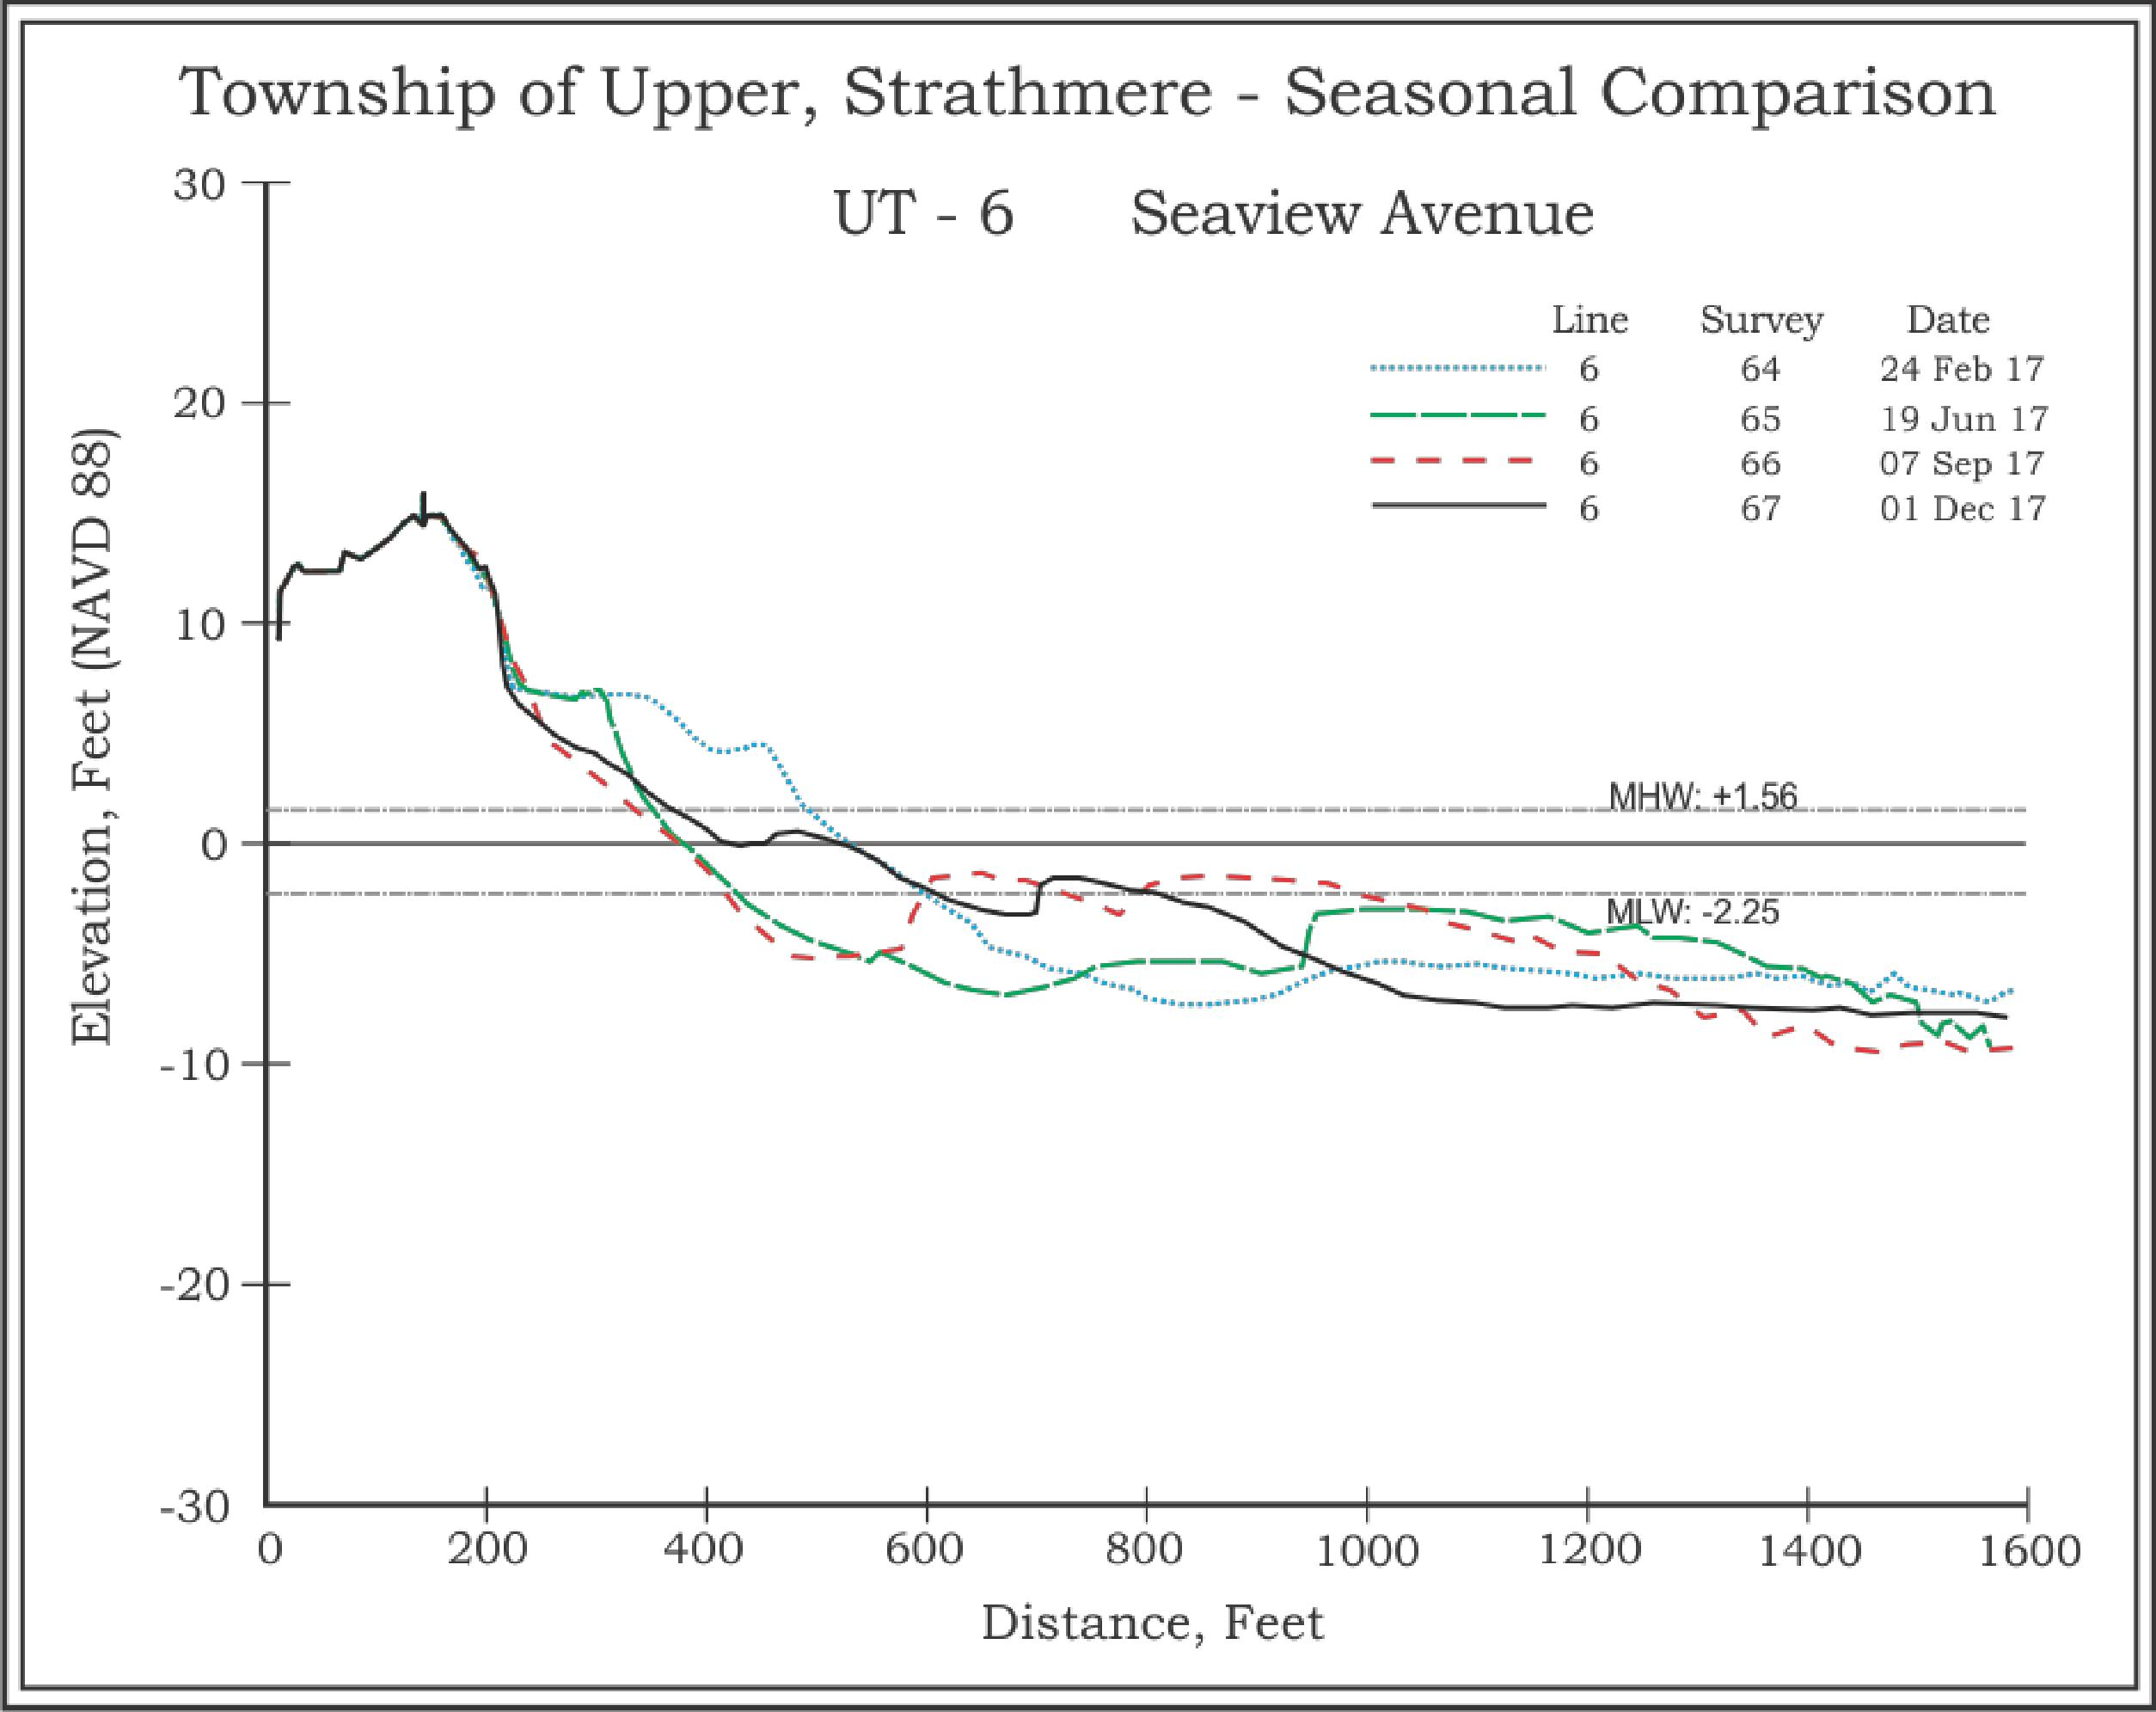 Township of Upper, Strathmere - Seasonal Comparison
UT - 6 Seaview Avenue
Line Survey Date
6 64 24 Feb 17
6 65 19 Jun 17
6 66 07 Sep 17
6 67 01 Dec 17
Elevation, Feet (NAVD 88)
30
20
10
0
-10
-20
-30
MHW: +1.56
MLW: -2.25
0 200 400 600 800 1000 1200 1400 1600
Distance, Feet